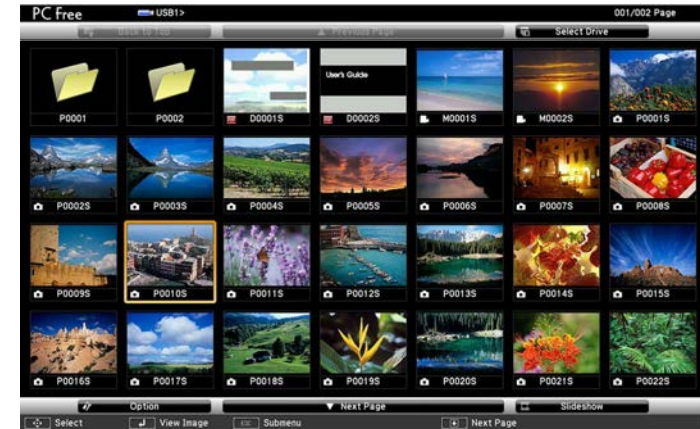 PC Free USB1> 001/002 Page
Back to Top ▲ Previous Page Select Drive
User's Guide
P0001 P0002 D0001S D0002S M0001S M0002S P0001S
P0002S P0003S P0004S P0005S P0006S P0007S P0008S
P0009S P0010S P0011S P0012S P0013S P0014S P0015S
P0016S P0017S P0018S P0019S P0020S P0021S P0022S
Option ▼ Next Page Slideshow
Select View Image Esc Submenu [+] Next Page